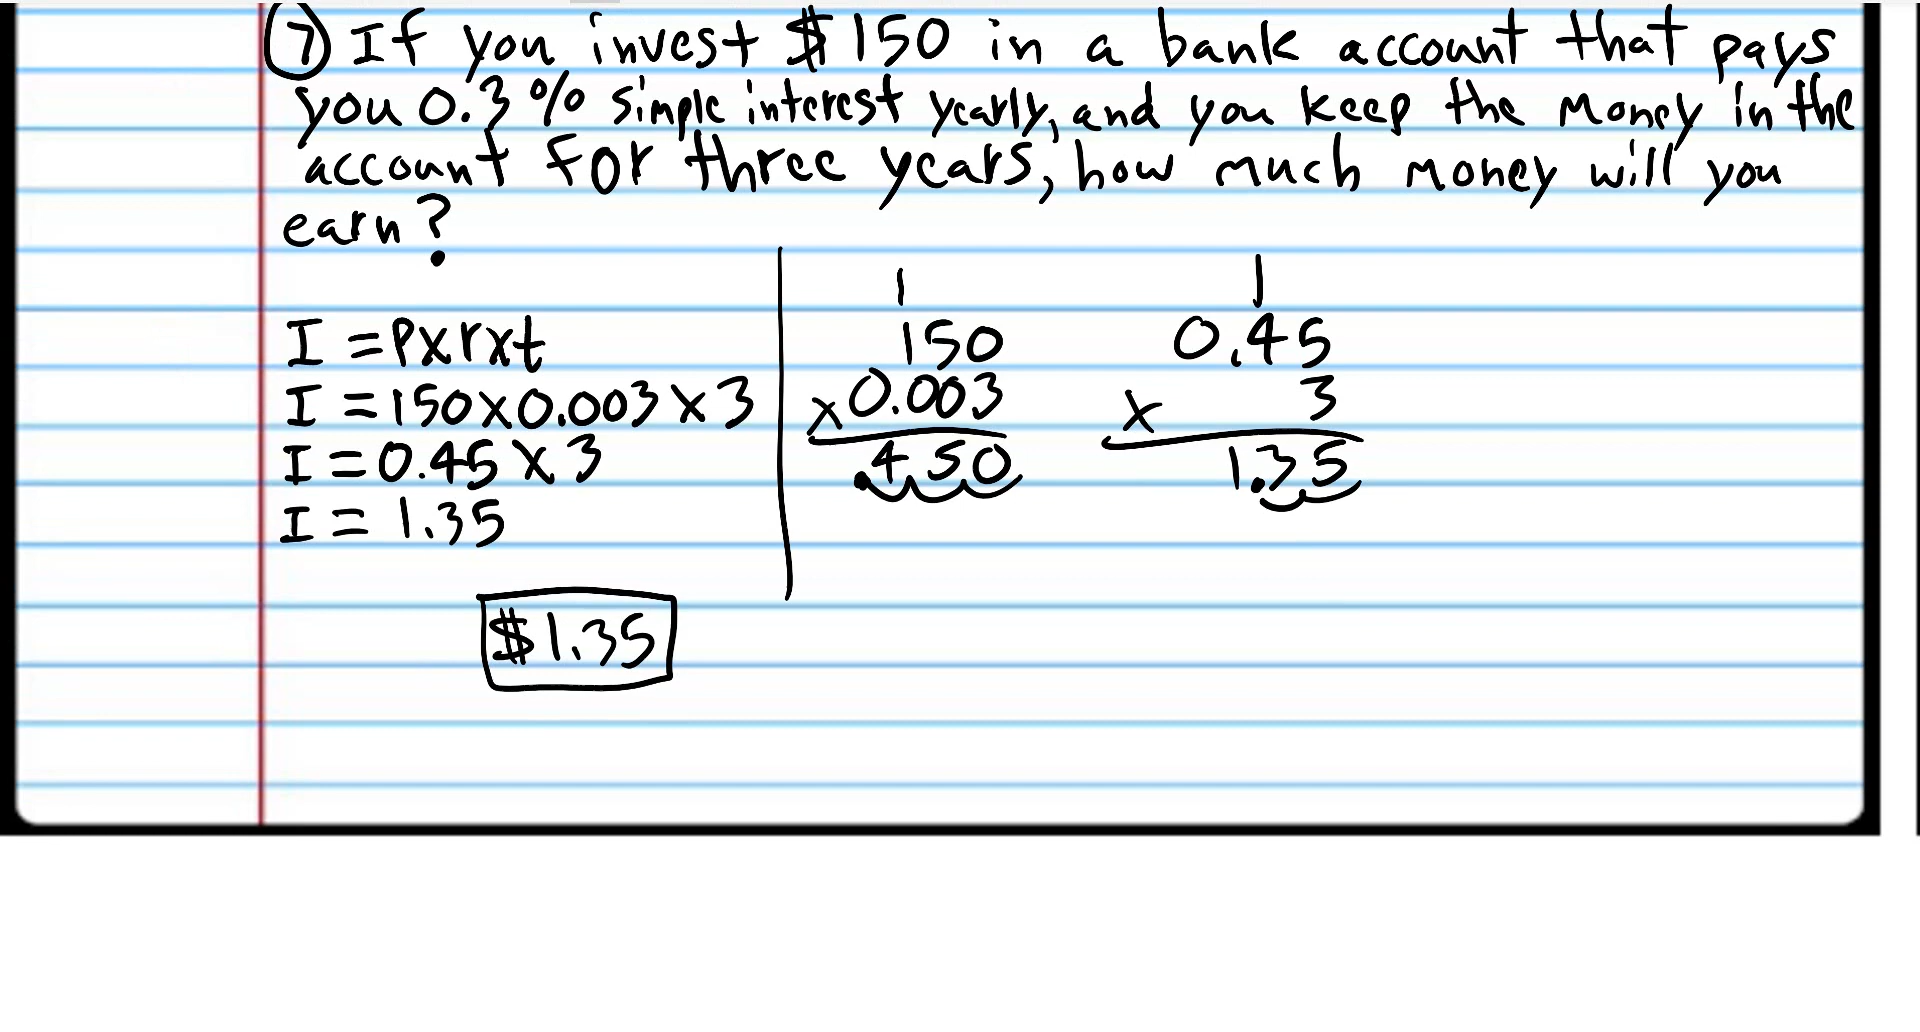 7 If you invest $150 in a bank account that pays
you 0.3% simple interest yearly, and you keep the money in the
account for three years, how much money will you
earn?
I = P x r x t
I = 150 x 0.003 x 3
I = 0.45 x 3
I = 1.35
$1.35
1
150
x 0.003
.450
1
0.45
x 3
1.35